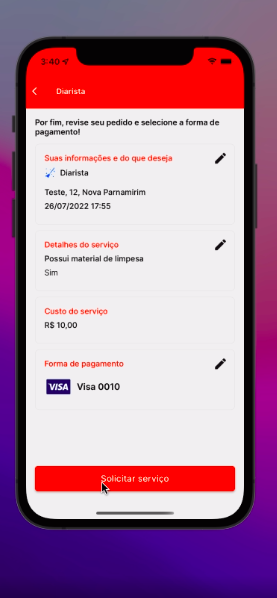 3:40
Diarista
Por fim, revise seu pedido e selecione a forma de
pagamento!
Suas informações e do que deseja
Diarista
Teste, 12, Nova Parnamirim
26/07/2022 17:55
Detalhes do serviço
Possui material de limpesa
Sim
Custo do serviço
R$ 10,00
Forma de pagamento
VISA Visa 0010
Solicitar serviço